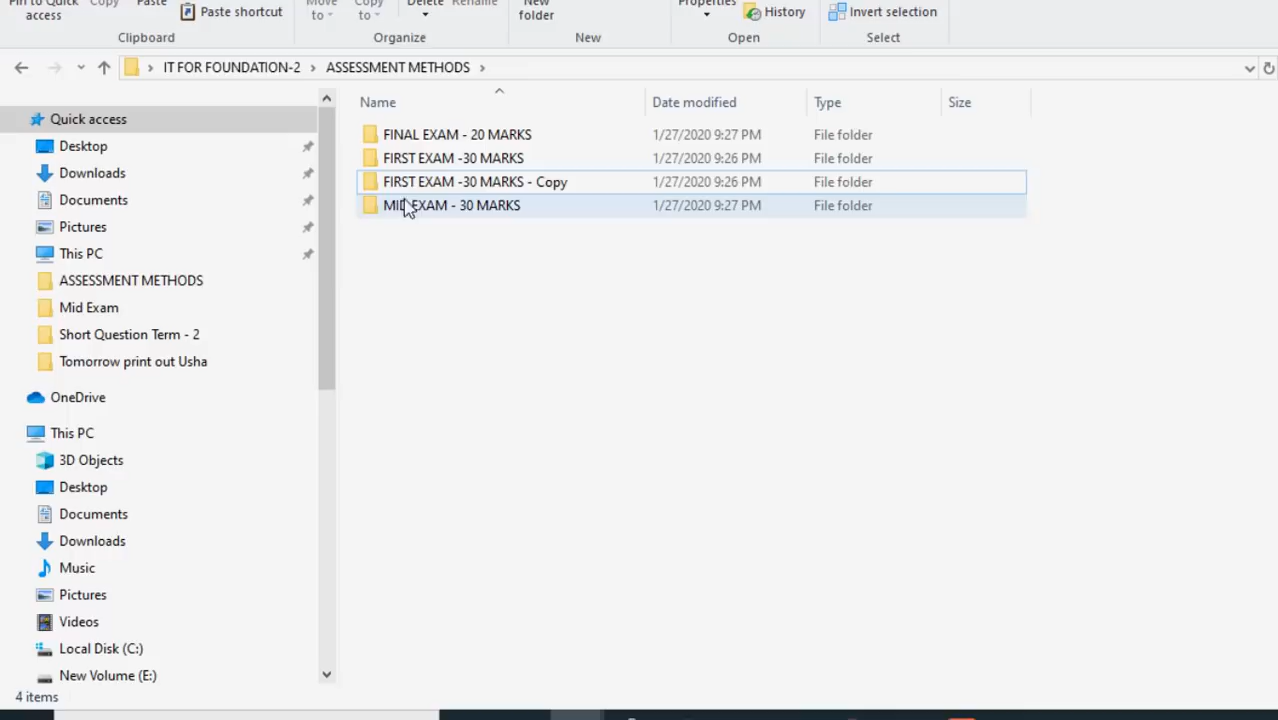 Pin to Quick access
Copy
Paste
Paste shortcut
Clipboard
Move to
Copy to
Delete
Rename
Organize
New folder
New
Properties
History
Open
Invert selection
Select
IT FOR FOUNDATION-2 ASSESSMENT METHODS
Name Date modified Type Size
FINAL EXAM - 20 MARKS 1/27/2020 9:27 PM File folder
FIRST EXAM -30 MARKS 1/27/2020 9:26 PM File folder
FIRST EXAM -30 MARKS - Copy 1/27/2020 9:26 PM File folder
MID EXAM - 30 MARKS 1/27/2020 9:27 PM File folder
Quick access
Desktop
Downloads
Documents
Pictures
This PC
ASSESSMENT METHODS
Mid Exam
Short Question Term - 2
Tomorrow print out Usha
OneDrive
This PC
3D Objects
Desktop
Documents
Downloads
Music
Pictures
Videos
Local Disk (C:)
New Volume (E:)
4 items